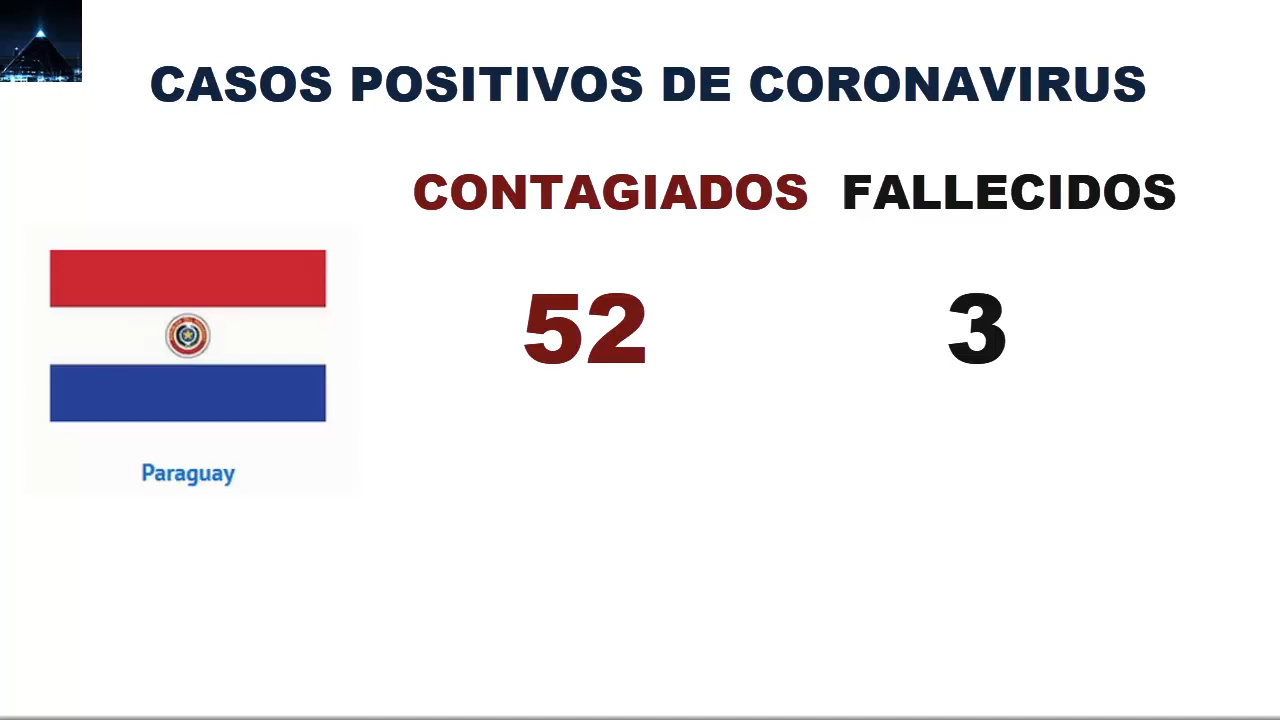 CASOS POSITIVOS DE CORONAVIRUS
CONTAGIADOS FALLECIDOS
52 3
Paraguay